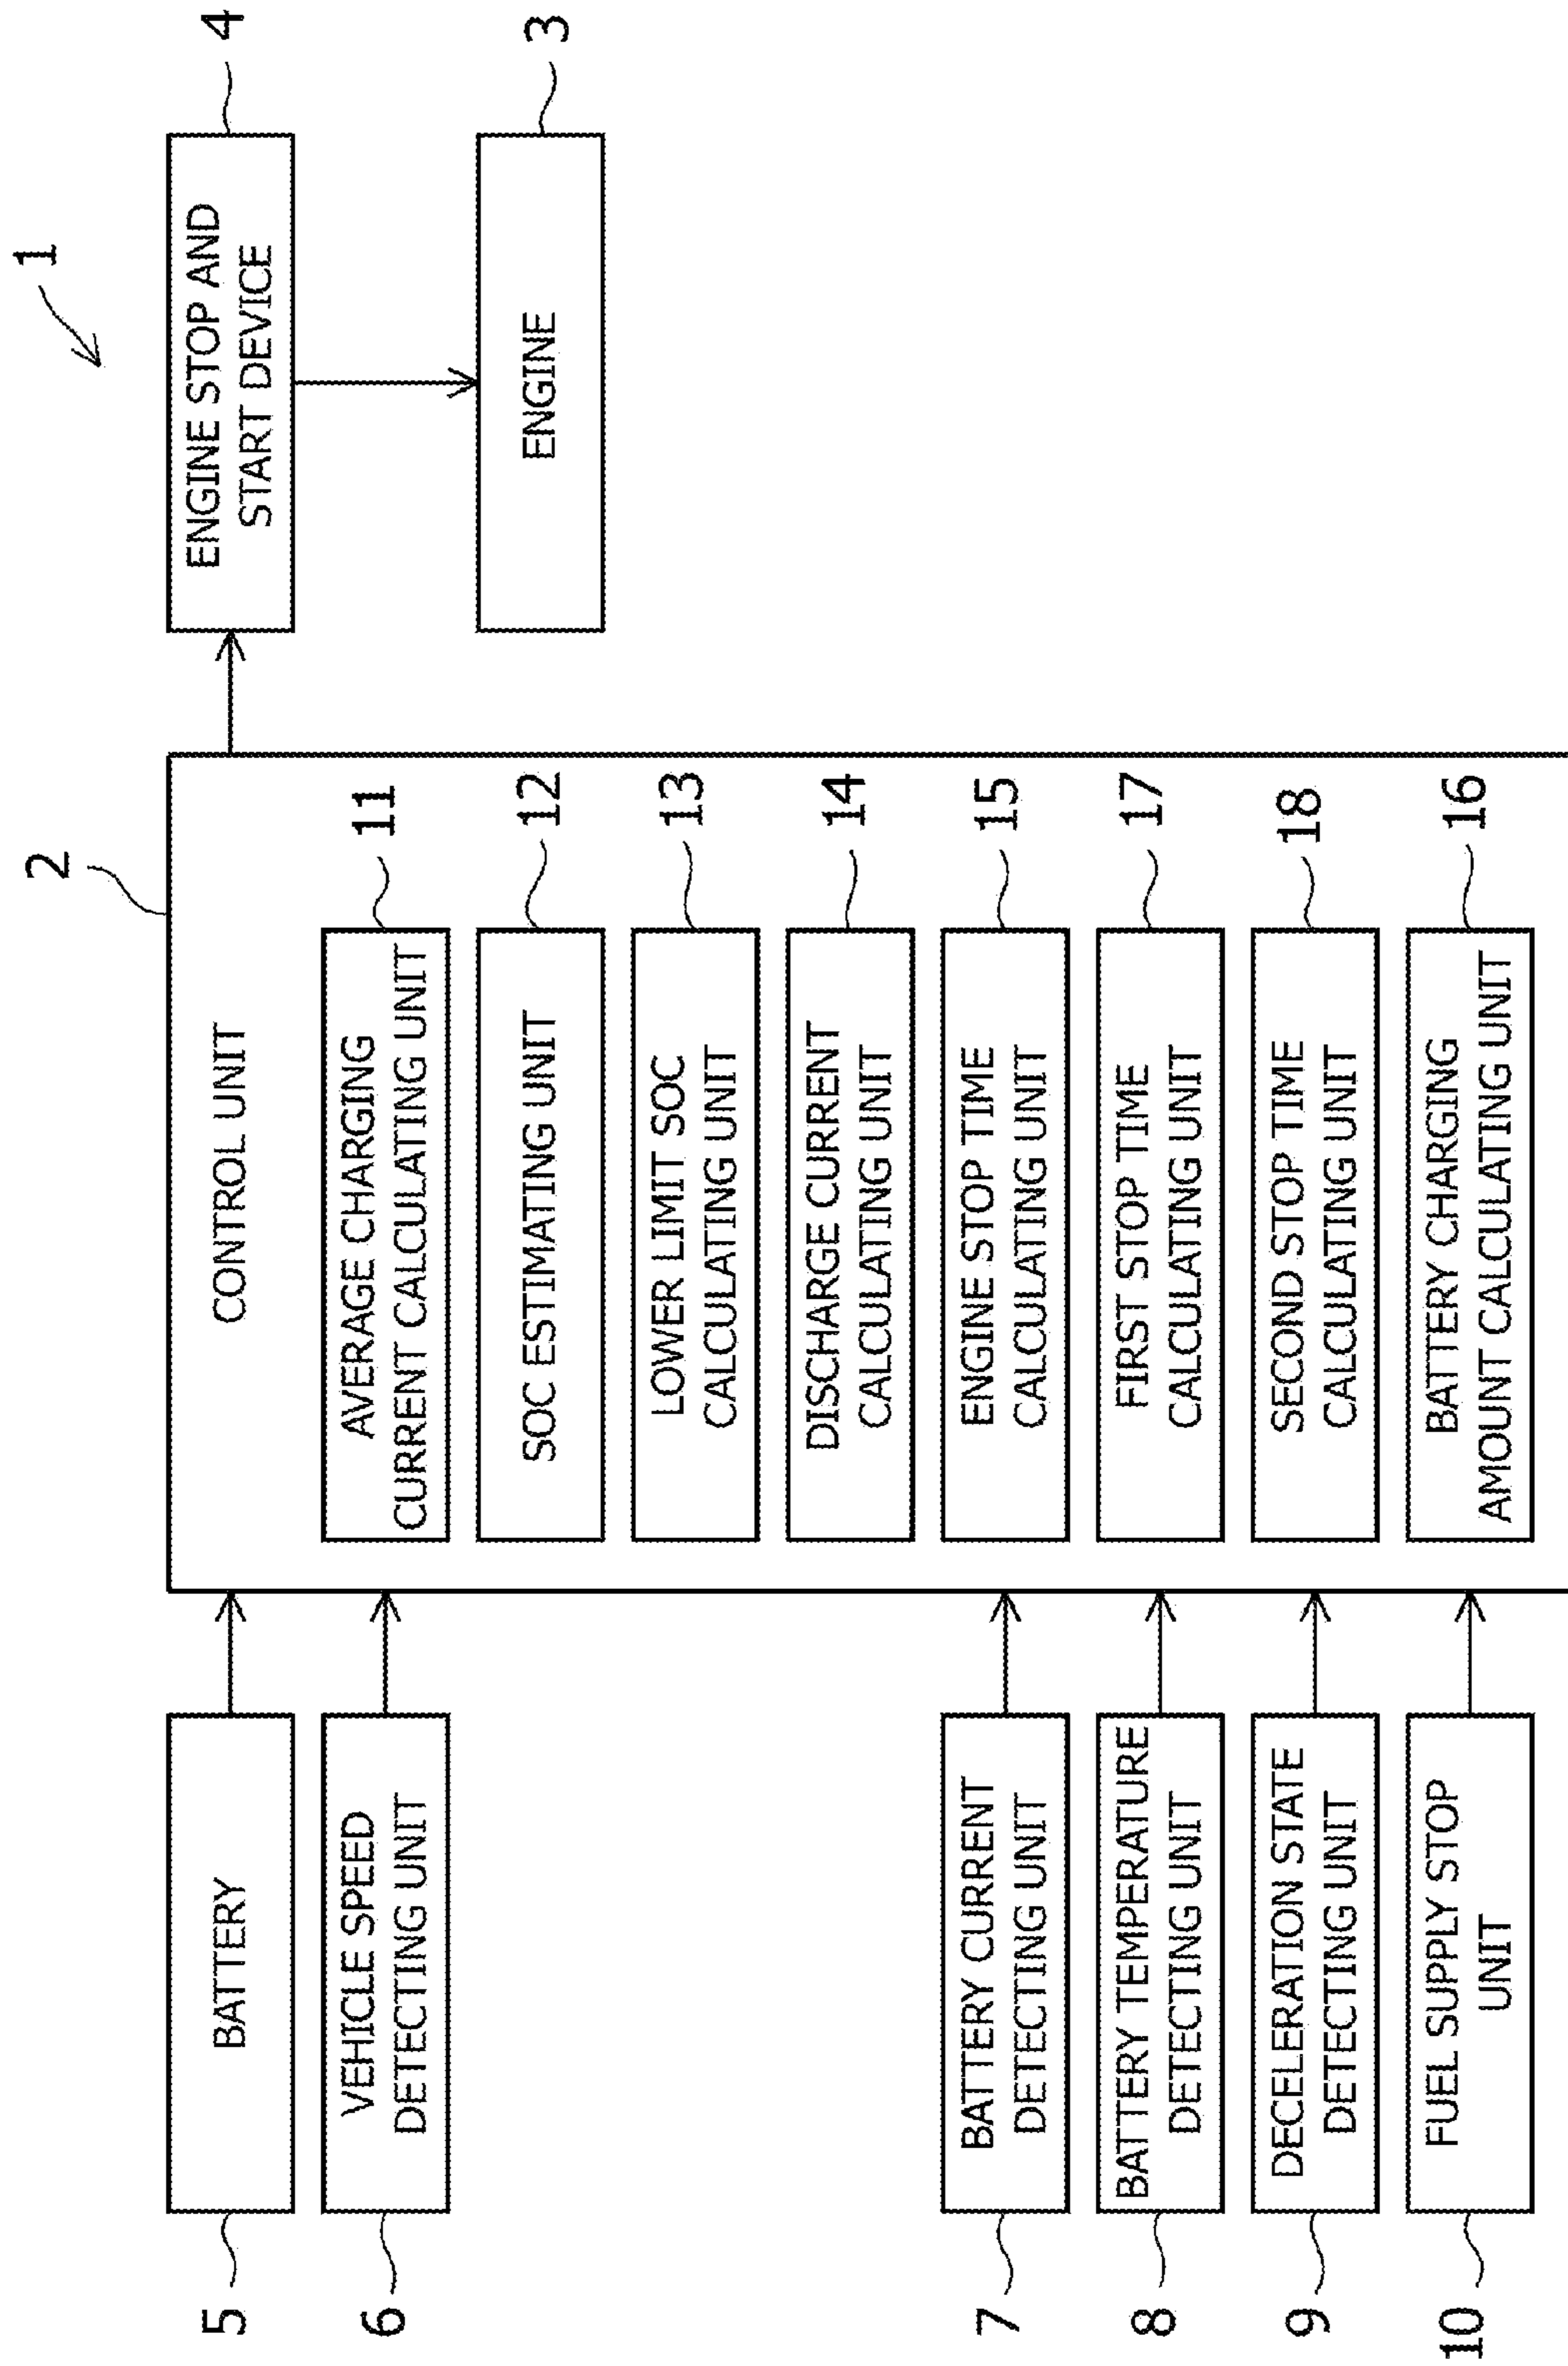 1
2
CONTROL UNIT
5
BATTERY
6
VEHICLE SPEED
DETECTING UNIT
7
BATTERY CURRENT
DETECTING UNIT
8
BATTERY TEMPERATURE
DETECTING UNIT
9
DECELERATION STATE
DETECTING UNIT
10
FUEL SUPPLY STOP
UNIT
AVERAGE CHARGING
CURRENT CALCULATING UNIT
11
SOC ESTIMATING UNIT
12
LOWER LIMIT SOC
CALCULATING UNIT
13
DISCHARGE CURRENT
CALCULATING UNIT
14
ENGINE STOP TIME
CALCULATING UNIT
15
FIRST STOP TIME
CALCULATING UNIT
17
SECOND STOP TIME
CALCULATING UNIT
18
BATTERY CHARGING
AMOUNT CALCULATING UNIT
16
ENGINE STOP AND
START DEVICE
4
ENGINE
3